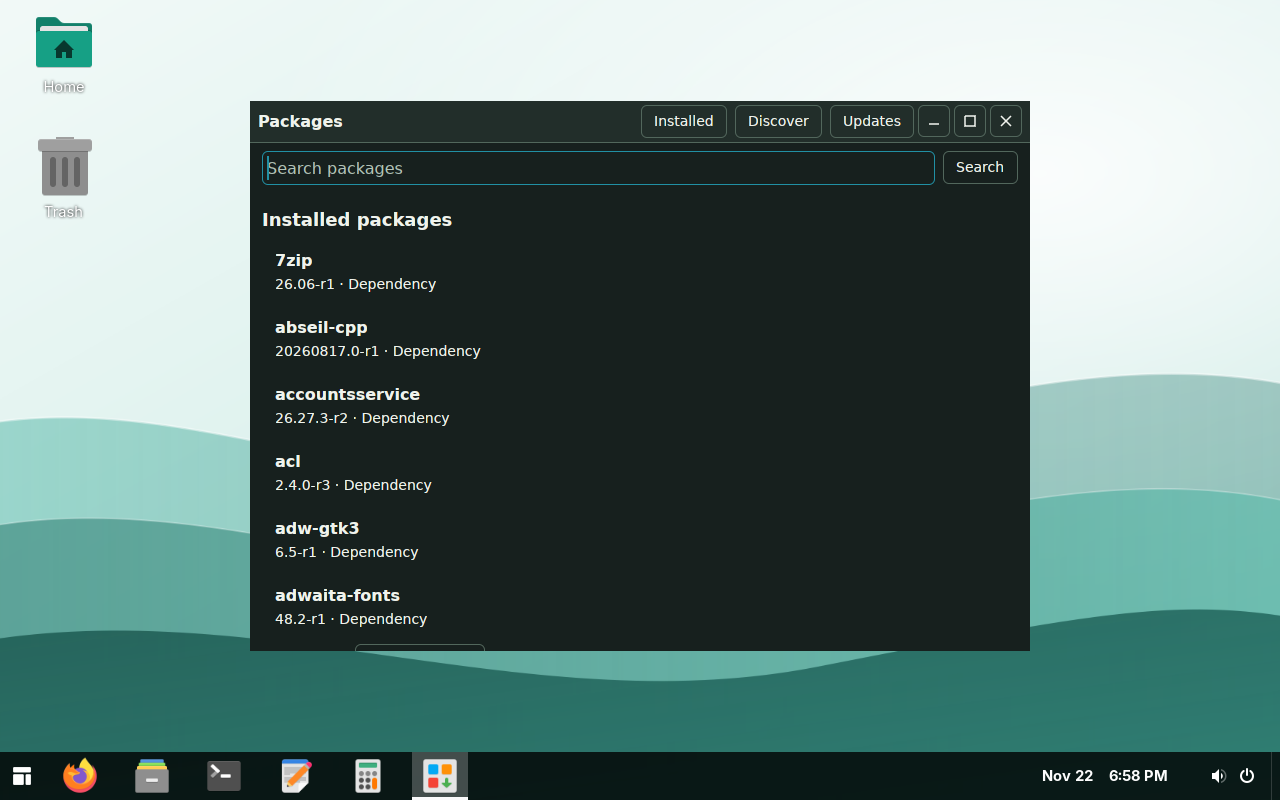 Home
Trash
Packages
Installed
Discover
Updates
Search packages
Search
Installed packages
7zip
26.06-r1 · Dependency
abseil-cpp
20260817.0-r1 · Dependency
accountsservice
26.27.3-r2 · Dependency
acl
2.4.0-r3 · Dependency
adw-gtk3
6.5-r1 · Dependency
adwaita-fonts
48.2-r1 · Dependency
Nov 22 6:58 PM